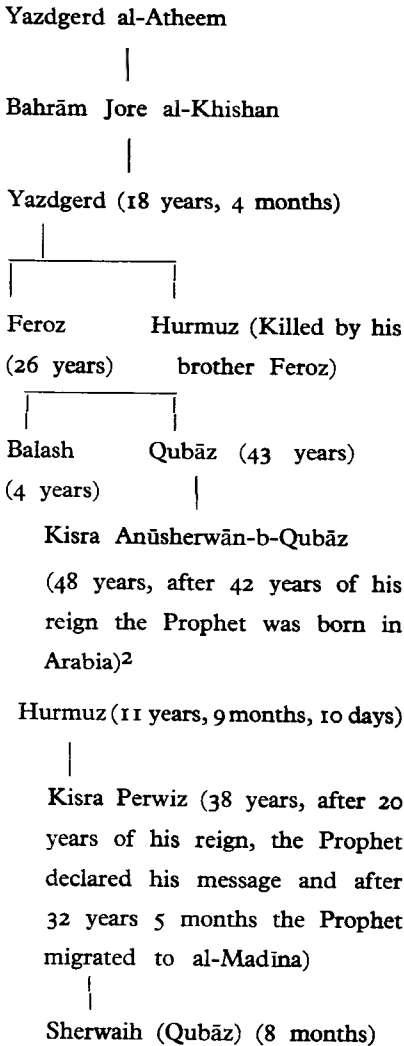 Yazdgerd al-Atheem
Bahrām Jore al-Khishan
Yazdgerd (18 years, 4 months)
Feroz Hurmuz (Killed by his
(26 years) brother Feroz)
Balash Qubāz (43 years)
(4 years)
Kisra Anūsherwān-b-Qubāz
(48 years, after 42 years of his
reign the Prophet was born in
Arabia)2
Hurmuz (11 years, 9 months, 10 days)
Kisra Perwiz (38 years, after 20
years of his reign, the Prophet
declared his message and after
32 years 5 months the Prophet
migrated to al-Madīna)
Sherwaih (Qubāz) (8 months)